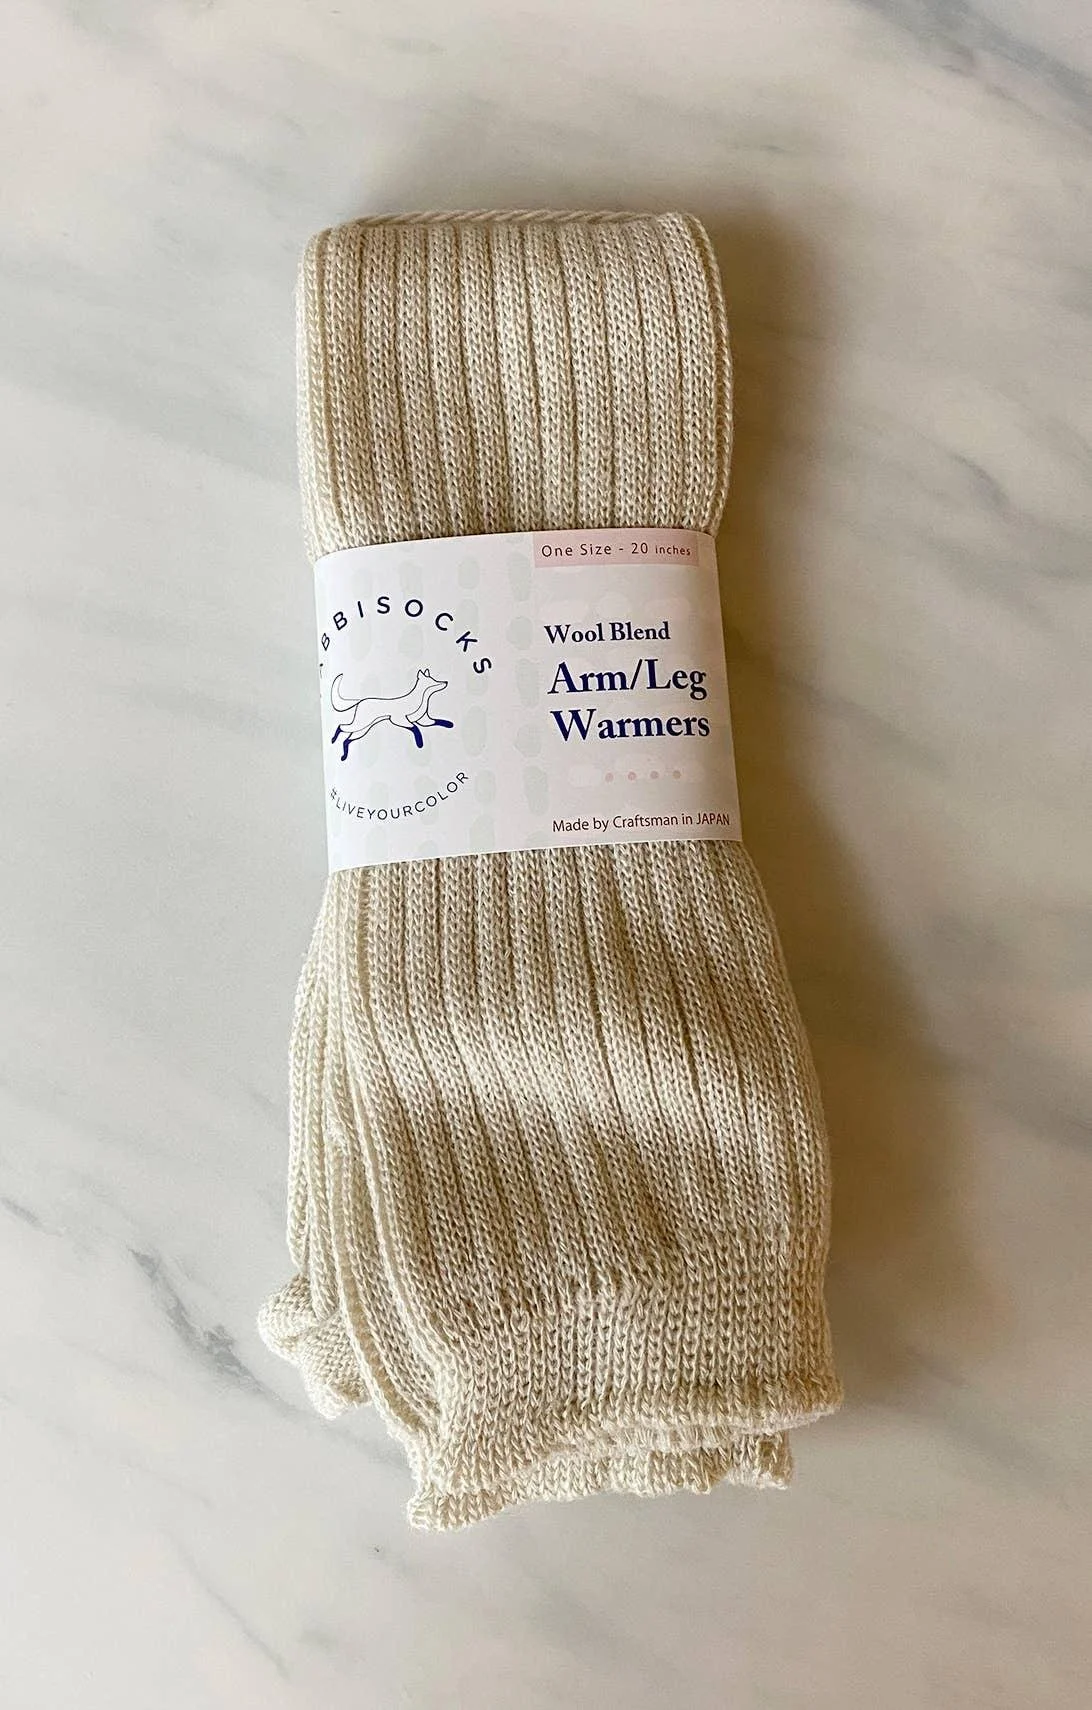 One Size - 20 inches
BBISOCKS
#LIVEYOURCOLOR
Wool Blend
Arm/Leg
Warmers
Made by Craftsman in JAPAN